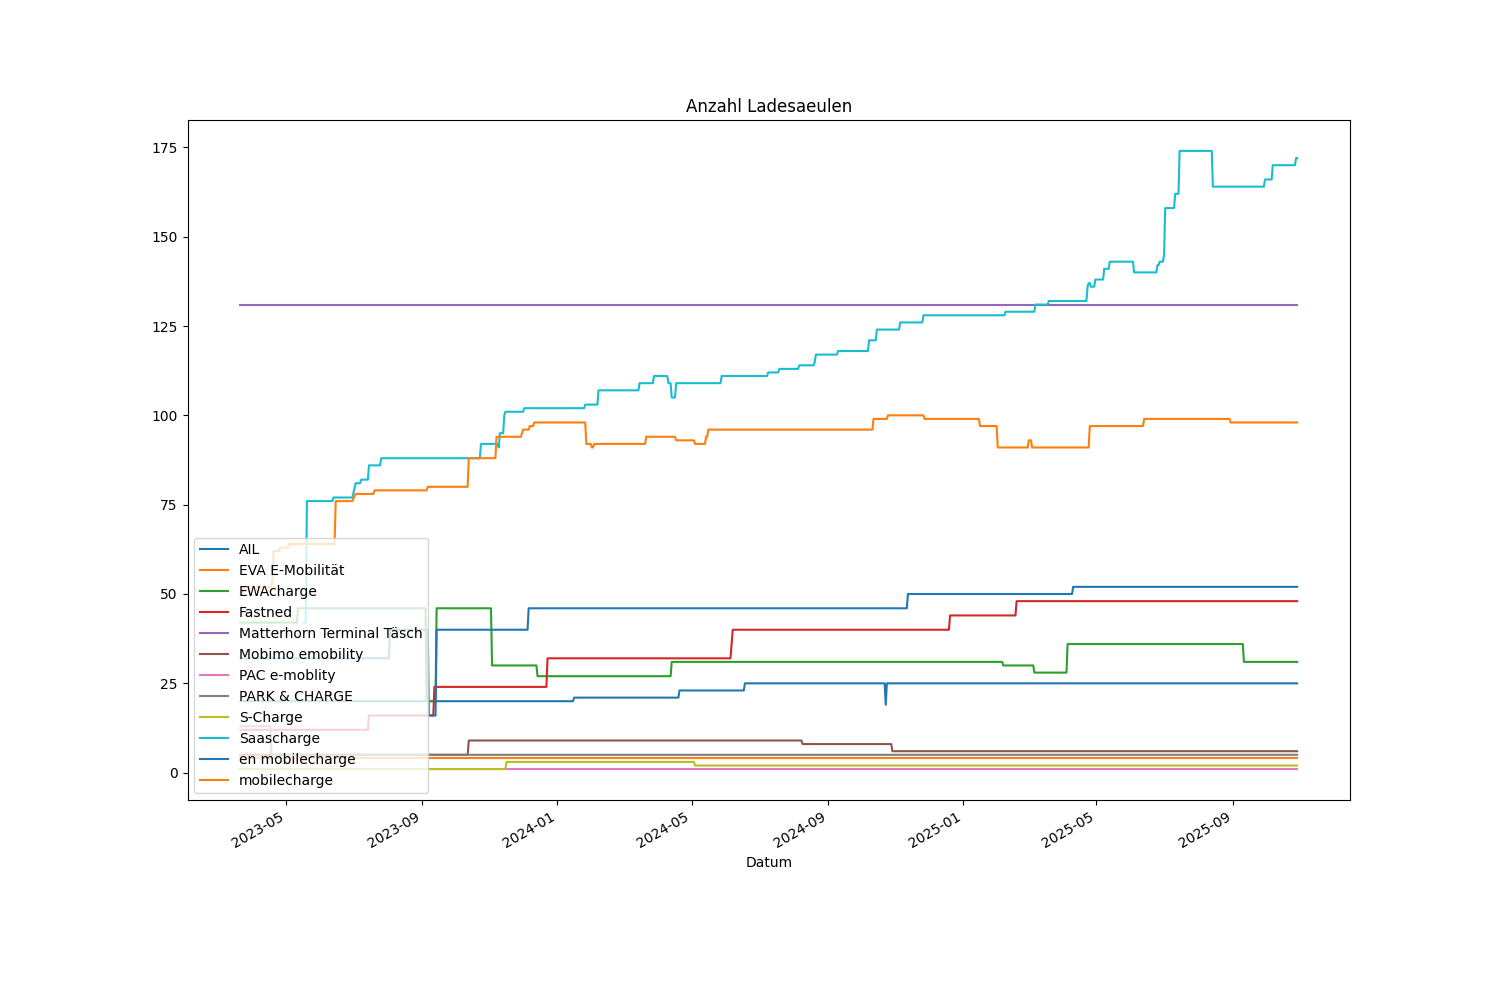 Anzahl Ladesaeulen
175
150
125
100
75
50
25
0
AIL
EVA E-Mobilität
EWAcharge
Fastned
Matterhorn Terminal Täsch
Mobimo emobility
PAC e-moblity
PARK & CHARGE
S-Charge
Saascharge
en mobilecharge
mobilecharge
2023-05
2023-09
2024-01
2024-05
2024-09
2025-01
2025-05
2025-09
Datum